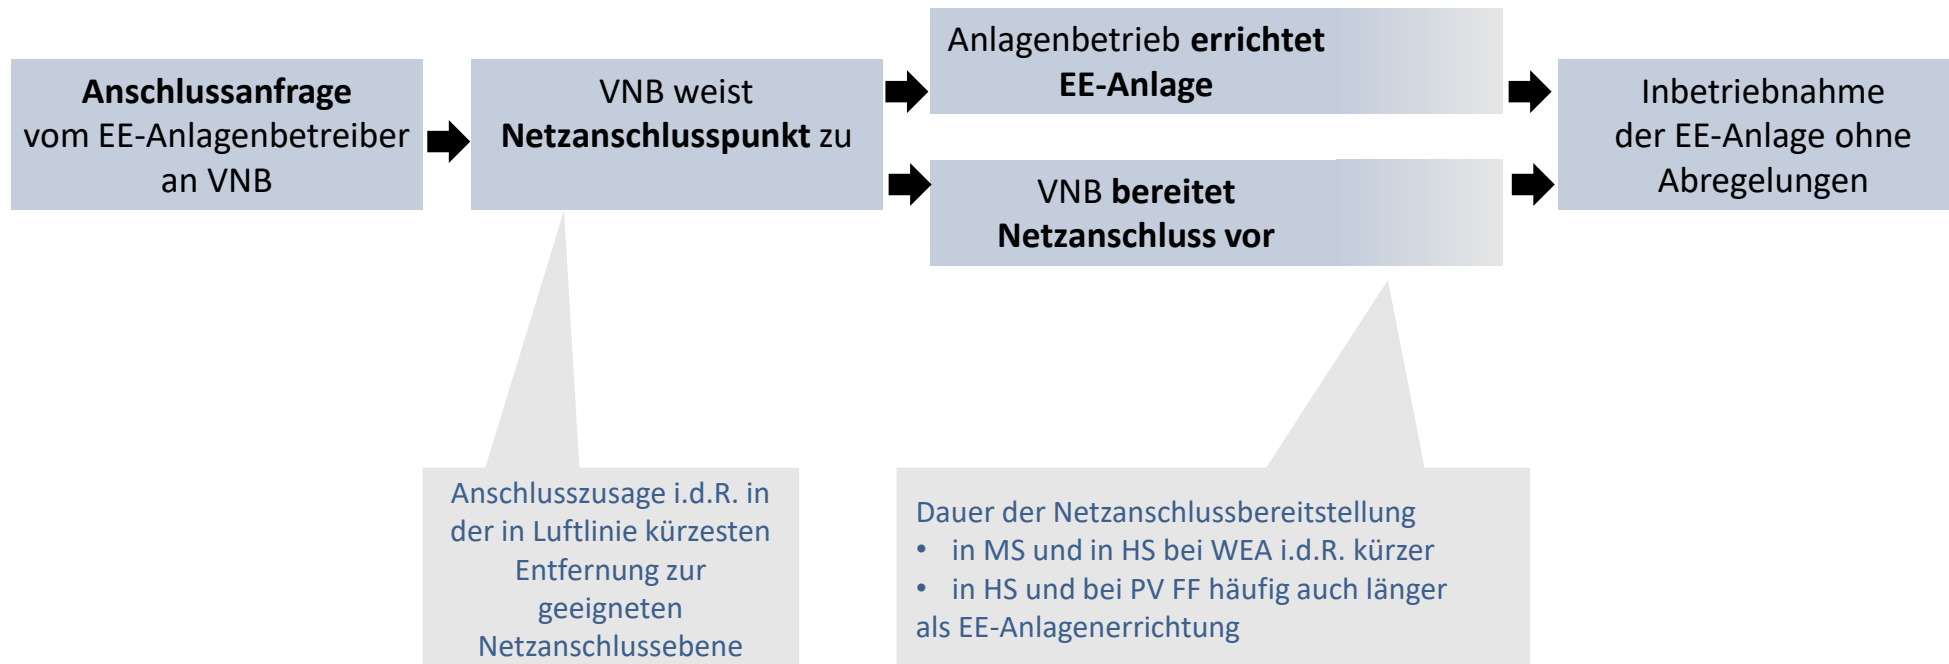 Anschlussanfrage
vom EE-Anlagenbetreiber
an VNB
VNB weist
Netzanschlusspunkt zu
Anlagenbetrieb errichtet
EE-Anlage
VNB bereitet
Netzanschluss vor
Inbetriebnahme
der EE-Anlage ohne
Abregelungen
Anschlusszusage i.d.R. in
der in Luftlinie kürzesten
Entfernung zur
geeigneten
Netzanschlussebene
Dauer der Netzanschlussbereitstellung
• in MS und in HS bei WEA i.d.R. kürzer
• in HS und bei PV FF häufig auch länger
als EE-Anlagenerrichtung